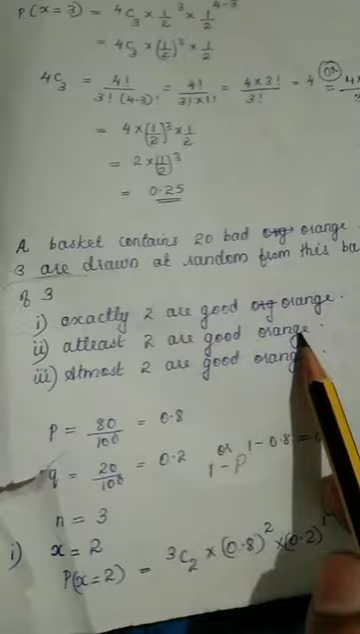 P(x=3) = 4C3 × 1/2^3 × 1/2^4-3
= 4C3 × (1/2)^3 × 1/2
4C3 = 4!/3!(4-3)! = 4!/3!×1! = 4×3!/3! = 4 (or)
= 4×(1/2)^3×1/2
= 2×(1/2)^3
= 0.25
A basket contains 20 bad orange
3 are drawn at random from this ba
of 3
i) exactly 2 are good orange.
ii) atleast 2 are good orange.
iii) Atmost 2 are good orange.
P = 80/100 = 0.8
q = 20/100 = 0.2 or 1-P 1-0.8 =
n = 3
i) x = 2
P(x=2) = 3C2 × (0.8)^2 × (0.2)^1